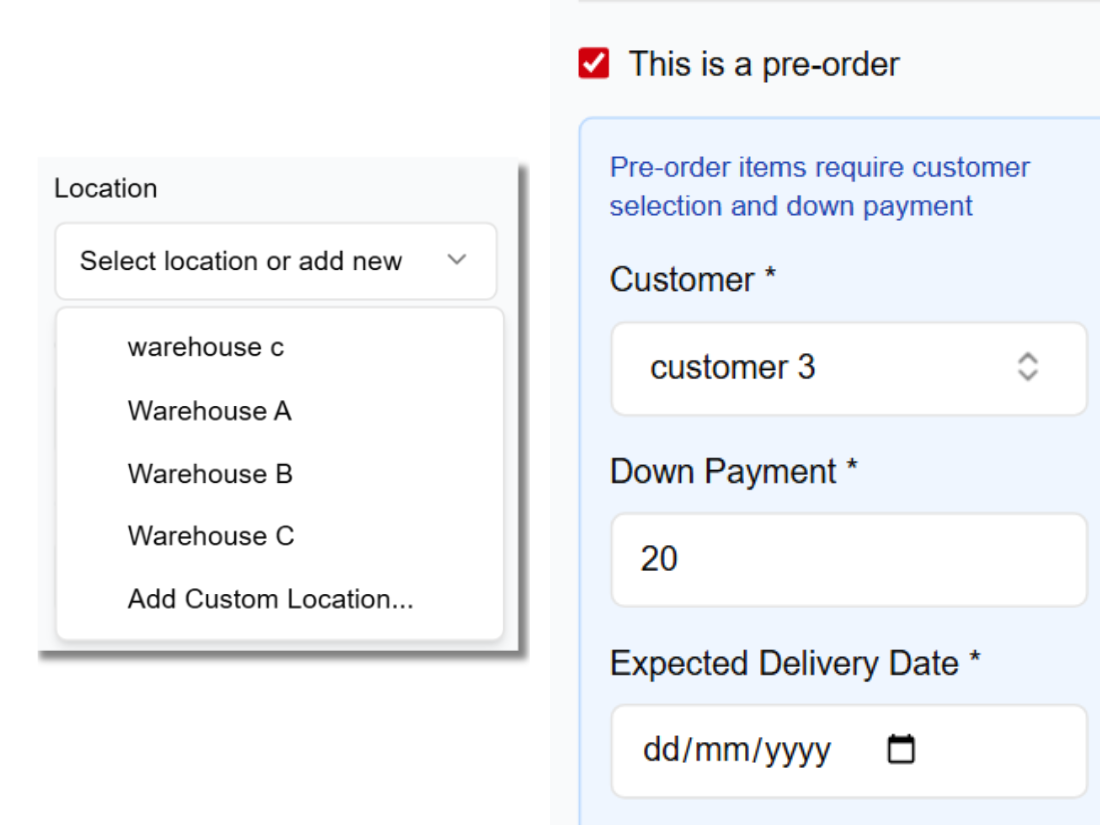 Location
Select location or add new
warehouse c
Warehouse A
Warehouse B
Warehouse C
Add Custom Location...
This is a pre-order
Pre-order items require customer
selection and down payment
Customer *
customer 3
Down Payment *
20
Expected Delivery Date *
dd/mm/yyyy